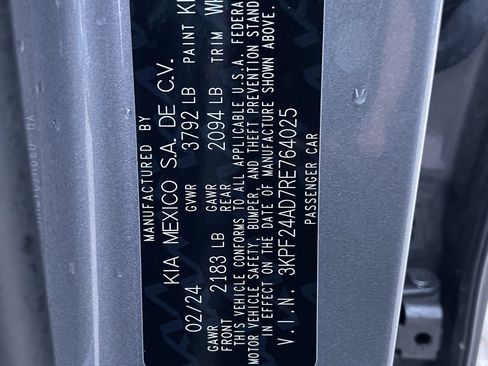 MANUFACTURED BY
KIA MEXICO S.A. DE C.V.
02/24 GVWR 3792 LB PAINT
GAWR FRONT 2183 LB GAWR REAR 2094 LB TRIM
THIS VEHICLE CONFORMS TO ALL APPLICABLE U.S.A. FEDERAL
MOTOR VEHICLE SAFETY, BUMPER, AND THEFT PREVENTION STANDARDS
IN EFFECT ON THE DATE OF MANUFACTURE SHOWN ABOVE.
V.I.N 3KPF24AD7RE764025
PASSENGER CAR